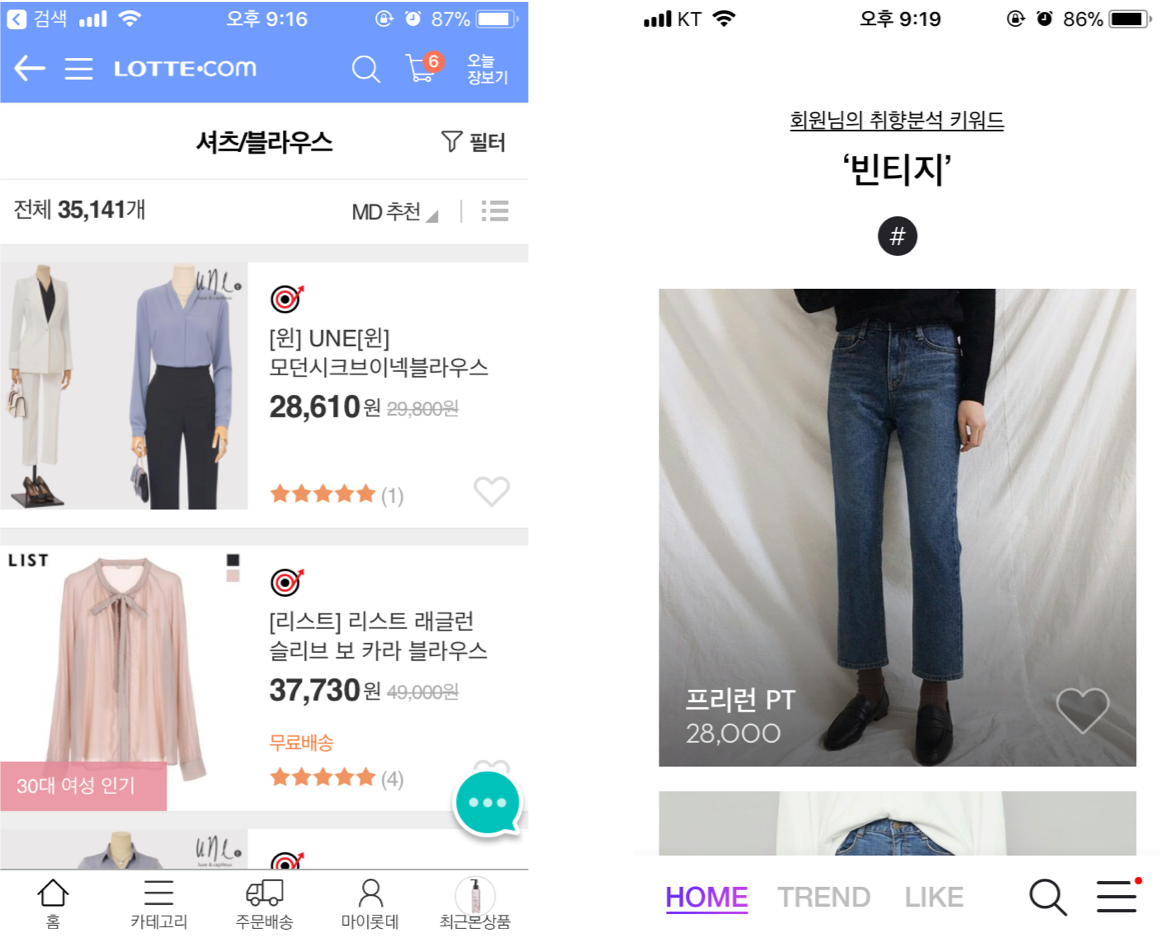 검색
오후 9:16
87%
LOTTE•COM
6
오늘
장보기
셔츠/블라우스
필터
전체 35,141개
MD 추천
[윈] UNE[윈]
모던시크브이넥블라우스
28,610원 29,800원
(1)
LIST
[리스트] 리스트 래글런
슬리브 보 카라 블라우스
37,730원 49,000원
무료배송
(4)
30대 여성 인기
홈
카테고리
주문배송
마이롯데
최근본상품
KT
오후 9:19
86%
회원님의 취향분석 키워드
‘빈티지’
#
프리런 PT
28,000
HOME
TREND
LIKE